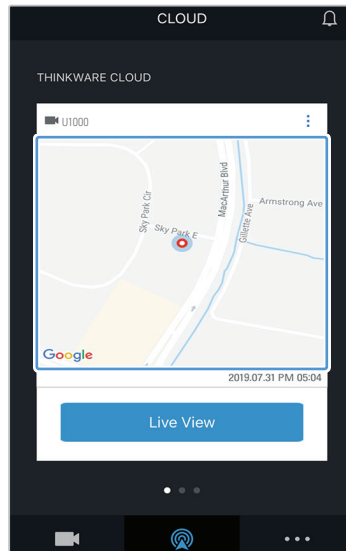 CLOUD
THINKWARE CLOUD
U1000
Sky Park Cir
Sky Park E
MacArthur Blvd
Gillette Ave
Armstrong Ave
Google
2019.07.31 PM 05:04
Live View